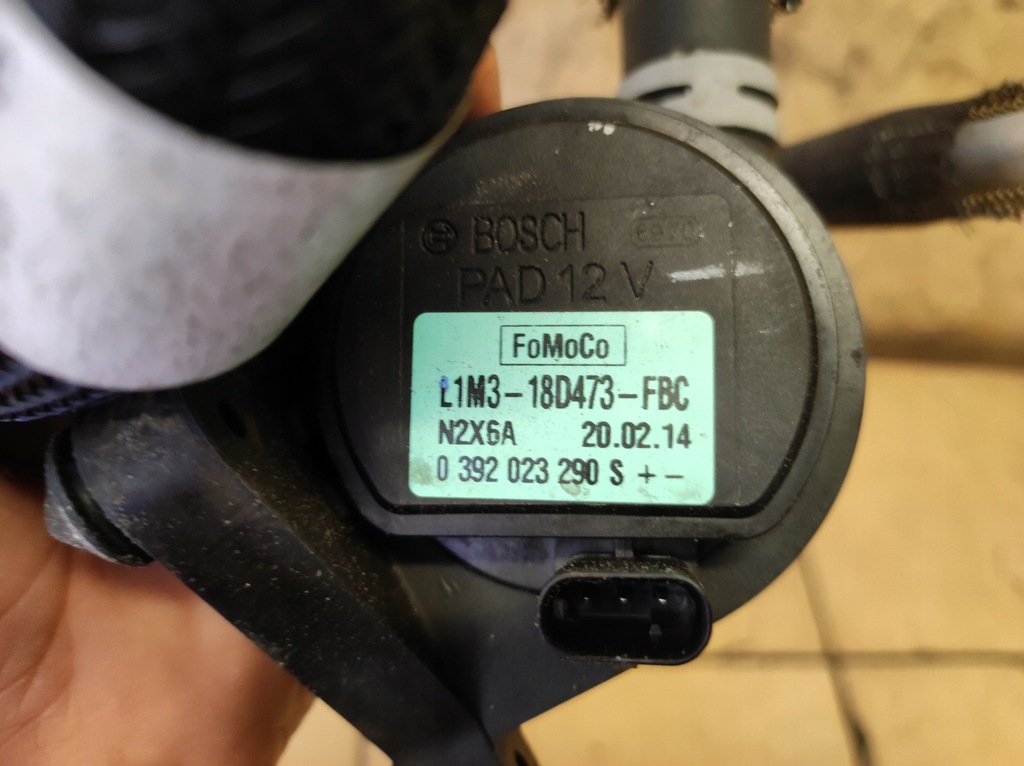 BOSCH
PAD 12 V
FoMoCo
L1M3-18D473-FBC
N2X6A 20.02.14
0 392 023 290 S + -